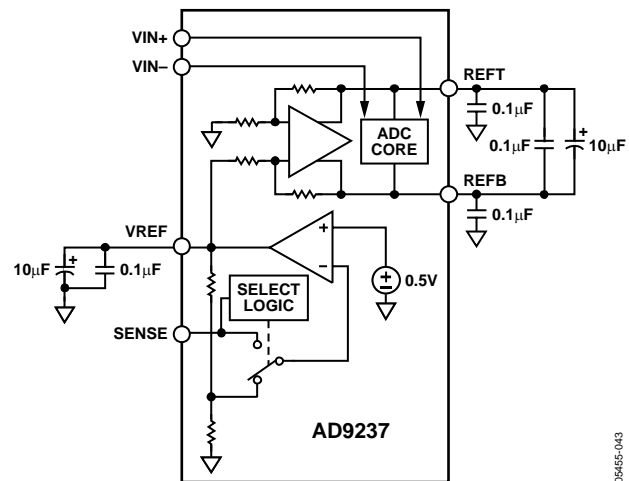 VIN+
VIN–
REFT
0.1μF
ADC
CORE
0.1μF
10μF
REFB
0.1μF
VREF
10μF
0.1μF
+
–
0.5V
SELECT
LOGIC
SENSE
AD9237
05455-043